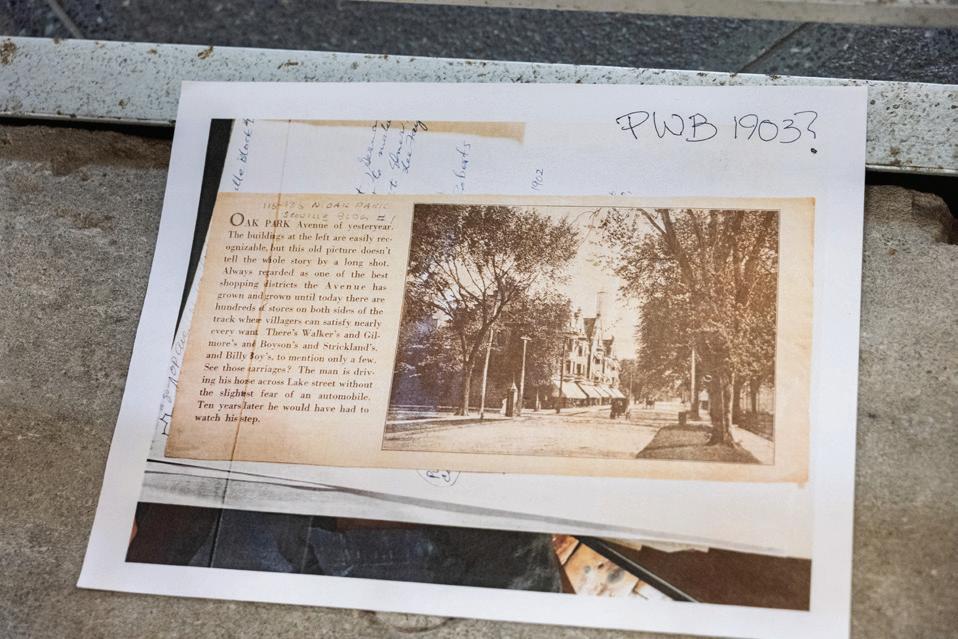 PWB 1903?
1902
N. OAK PARK
SCOVILLE BLDG #1
OAK PARK Avenue of yesteryear.
The buildings at the left are easily rec-
ognizable, but this old picture doesn't
tell the whole story by a long shot.
Always regarded as one of the best
shopping districts the Avenue has
grown and grown until today there are
hundreds of stores on both sides of the
track where villagers can satisfy nearly
every want. There's Walker's and Gil-
more's and Boyson's and Strickland's,
and Billy Boy's, to mention only a few.
See those carriages? The man is driv-
ing his horse across Lake street without
the slightest fear of an automobile.
Ten years later he would have had to
watch his step.